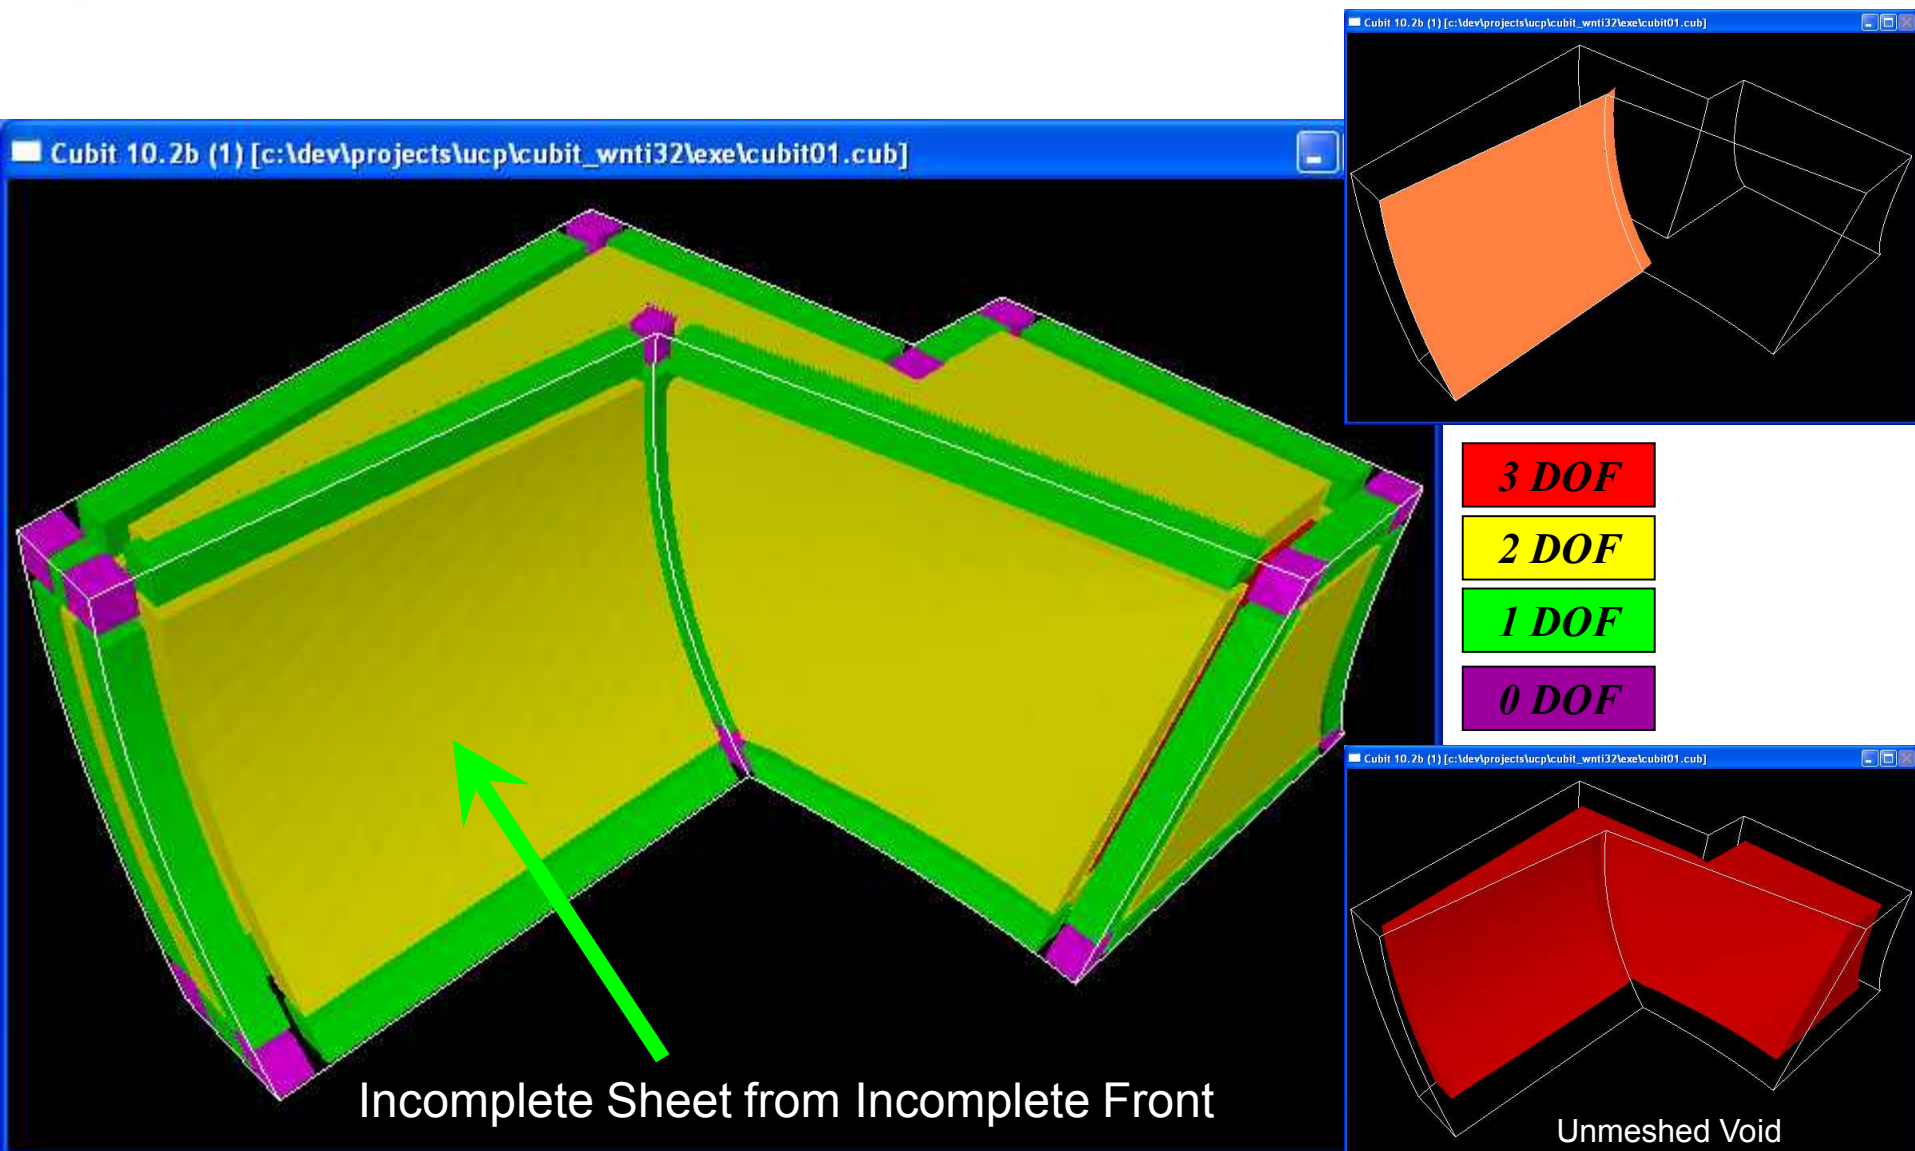 Cubit 10.2b (1) [c:\dev\projects\ucp\cubit_wnti32\exe\cubit01.cub]
Cubit 10.2b (1) [c:\dev\projects\ucp\cubit_wnti32\exe\cubit01.cub]
3 DOF
2 DOF
1 DOF
0 DOF
Cubit 10.2b (1) [c:\dev\projects\ucp\cubit_wnti32\exe\cubit01.cub]
Incomplete Sheet from Incomplete Front
Unmeshed Void